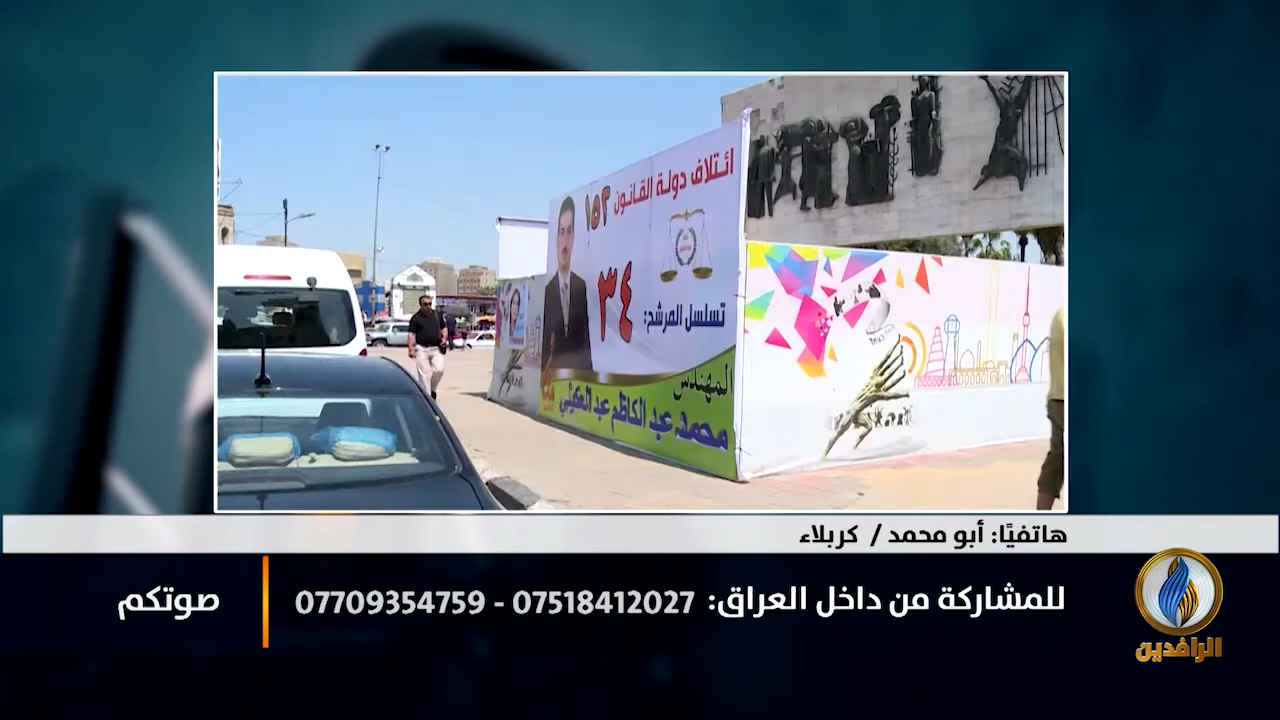 ائتلاف دولة القانون ١٥٢
٣٤
تسلسل المرشح:
المهندس
محمد عبد الكاظم عبد العكيلي
هاتفيًا: أبو محمد / كربلاء
للمشاركة من داخل العراق: 07518412027 - 07709354759
صوتكم
الرافدين